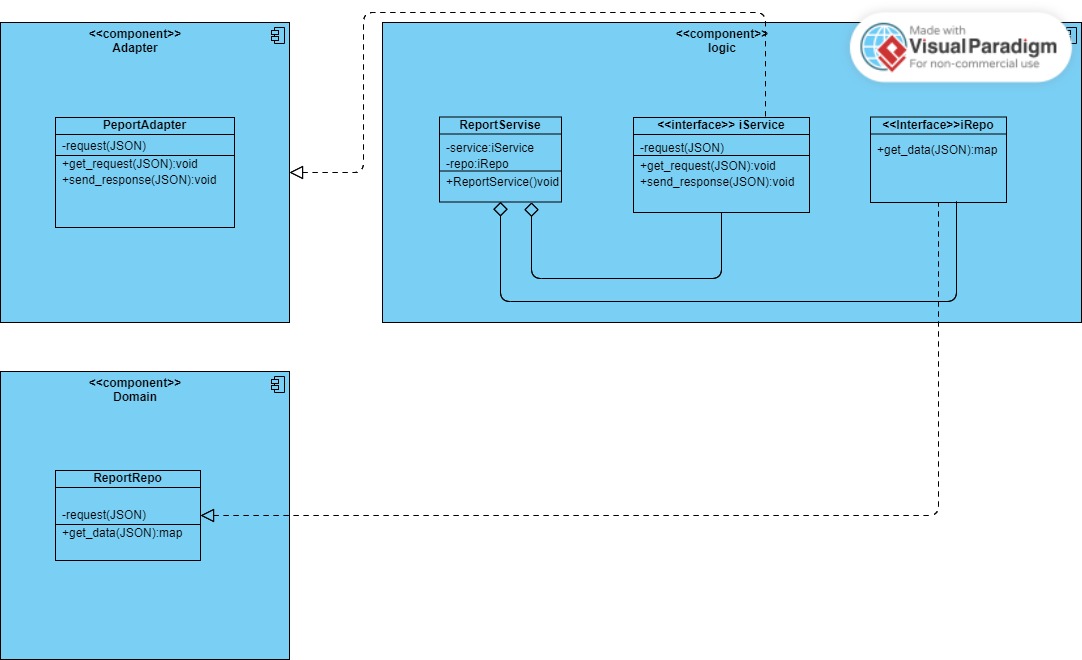 <<component>>
Adapter
PeportAdapter
-request(JSON)
+get_request(JSON):void
+send_response(JSON):void
<<component>>
logic
Made with
Visual Paradigm
For non-commercial use
ReportServise
-service:iService
-repo:iRepo
+ReportService()void
<<interface>> iService
-request(JSON)
+get_request(JSON):void
+send_response(JSON):void
<<Interface>>iRepo
+get_data(JSON):map
<<component>>
Domain
ReportRepo
-request(JSON)
+get_data(JSON):map